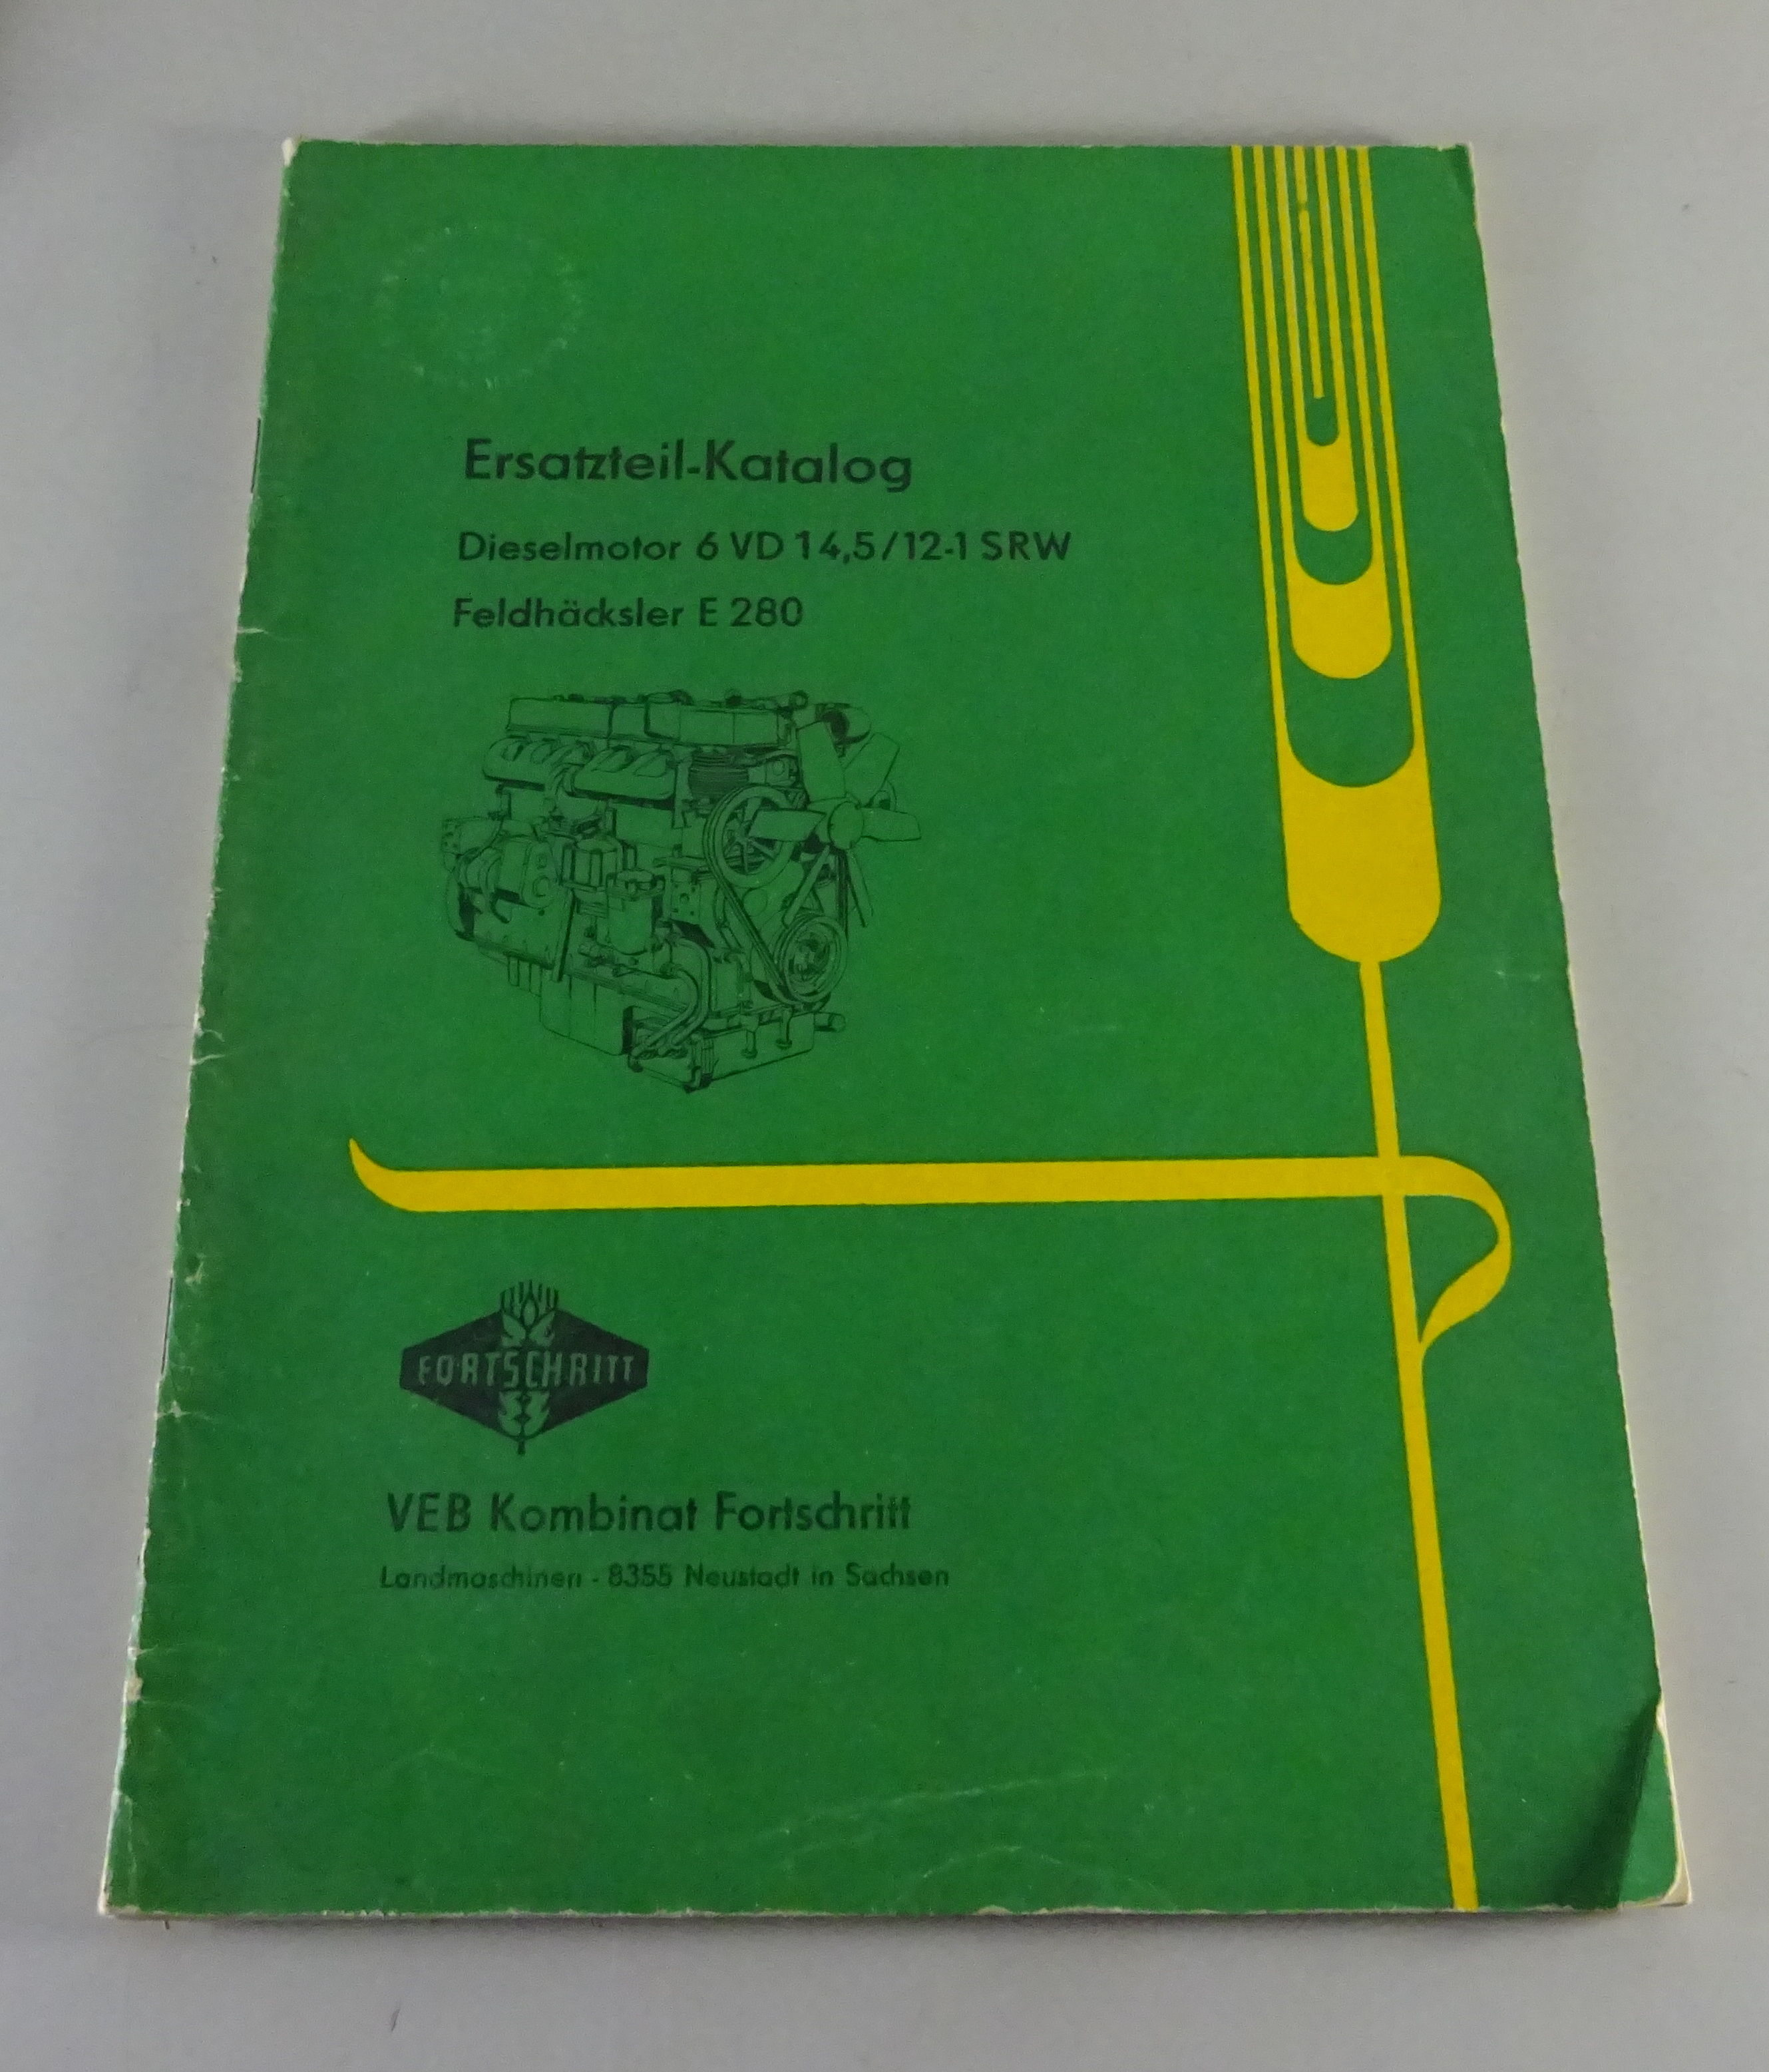 Ersatzteil-Katalog
Dieselmotor 6 VD 14,5/12-1 SRW
Feldhäcksler E 280
FORTSCHRITT
VEB Kombinat Fortschritt
Landmaschinen - 8355 Neustadt in Sachsen